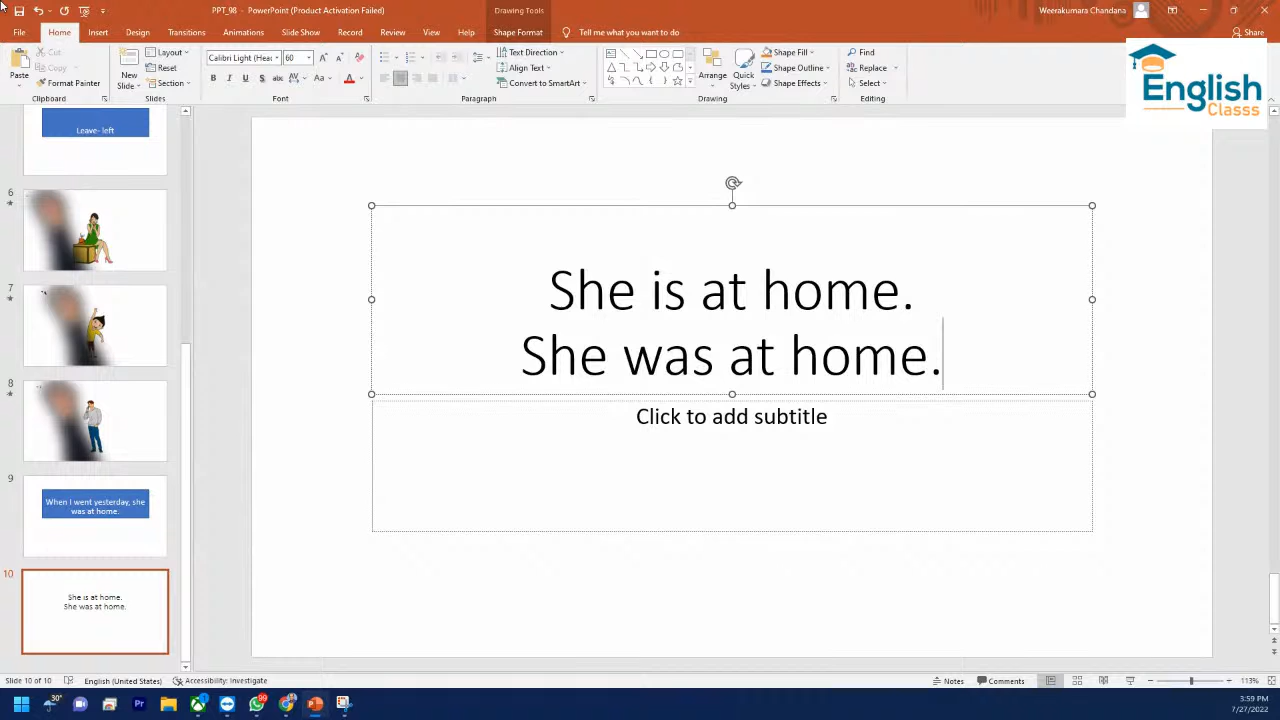 PPT_98 - PowerPoint (Product Activation Failed)
Drawing Tools
Weerakumara Chandana
File Home Insert Design Transitions Animations Slide Show Record Review View Help Shape Format Tell me what you want to do Share
Paste
Cut
Copy
Format Painter
Clipboard
New
Slide
Layout
Reset
Section
Slides
Calibri Light (Hea 60
Font
Text Direction
Align Text
Convert to SmartArt
Paragraph
Arrange
Quick
Styles
Shape Fill
Shape Outline
Shape Effects
Drawing
Find
Replace
Select
Editing
English
Classs
Leave- left
6
7
8
9
When I went yesterday, she
was at home.
10
She is at home.
She was at home.
She is at home.
She was at home.
Click to add subtitle
Slide 10 of 10 English (United States) Accessibility: Investigate Notes Comments 113%
30°
99
3:59 PM
7/27/2022